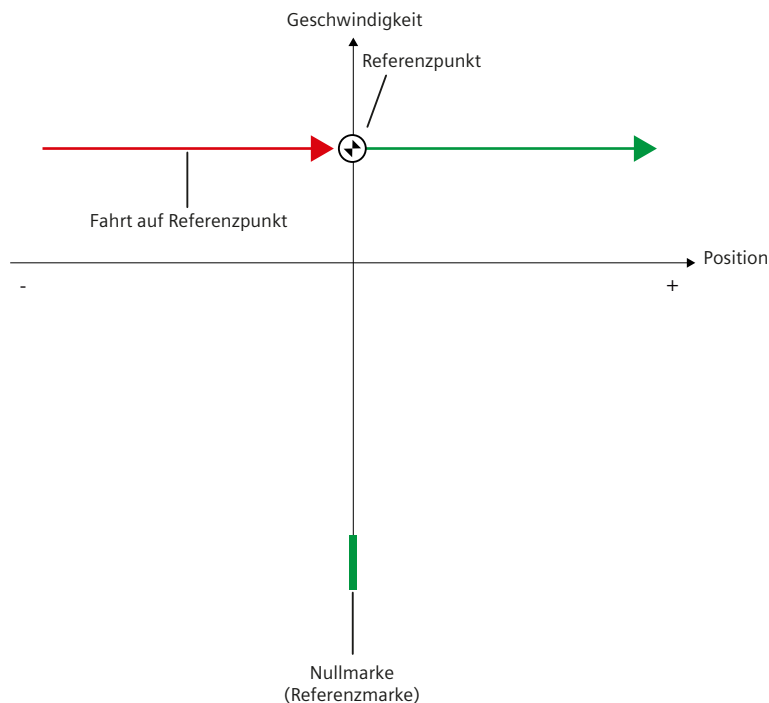 Geschwindigkeit
Referenzpunkt
Fahrt auf Referenzpunkt
Position
-
+
Nullmarke
(Referenzmarke)